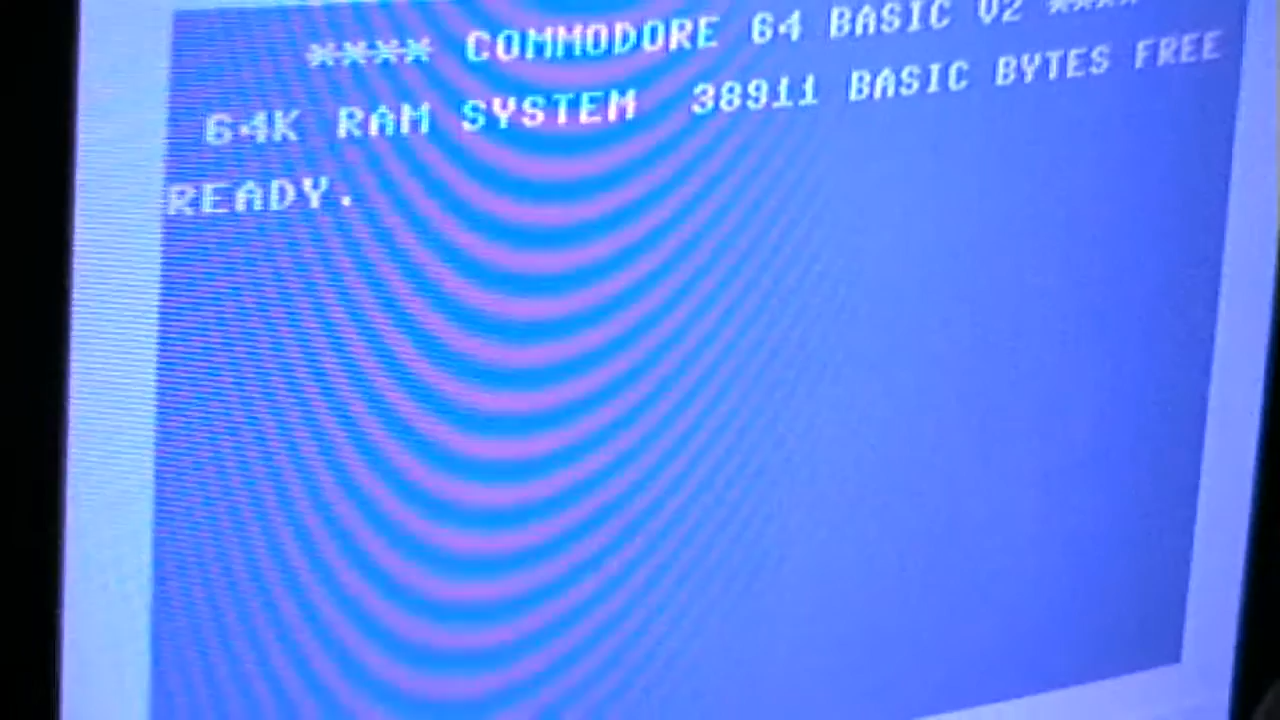 **** COMMODORE 64 BASIC V2 ****
64K RAM SYSTEM 38911 BASIC BYTES FREE
READY.